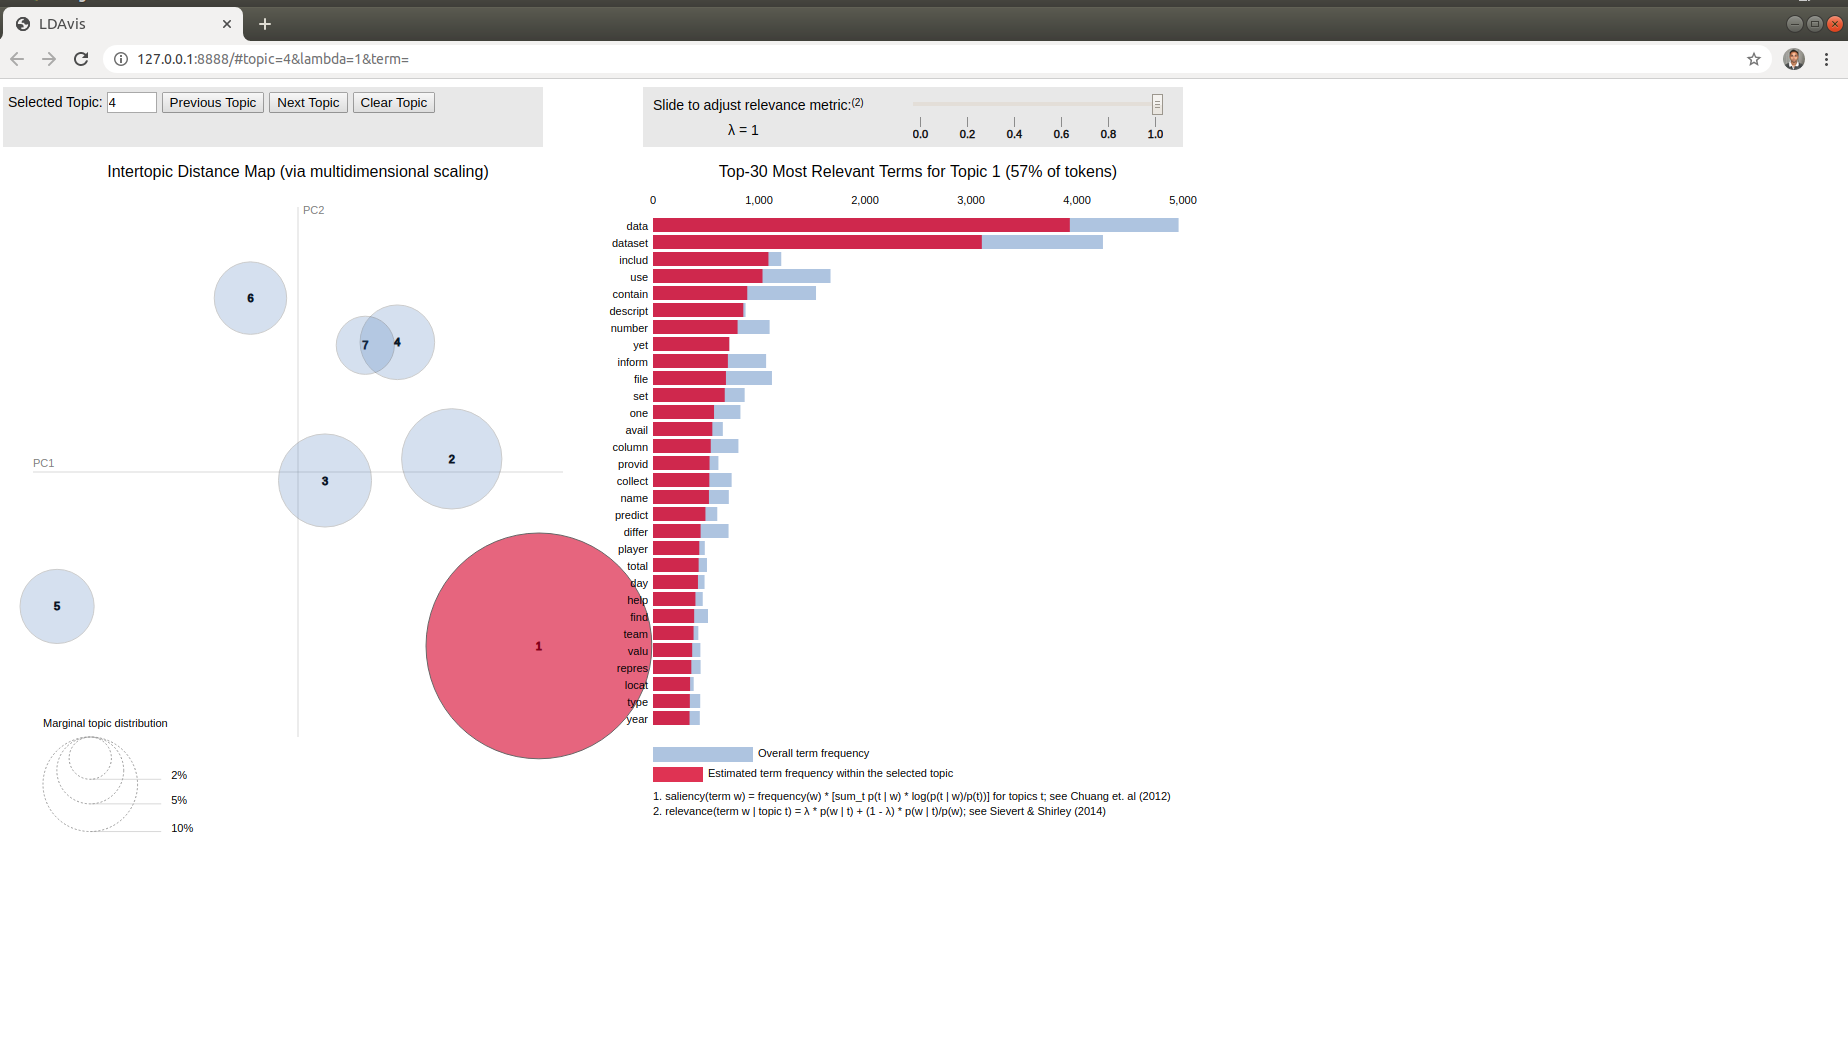 LDAvis
127.0.0.1:8888/#topic=4&lambda=1&term=
Selected Topic: 4 Previous Topic Next Topic Clear Topic
Slide to adjust relevance metric:(2)
λ = 1
0.0 0.2 0.4 0.6 0.8 1.0
Intertopic Distance Map (via multidimensional scaling)
PC2
PC1
6
7
4
2
3
5
1
Marginal topic distribution
2%
5%
10%
Top-30 Most Relevant Terms for Topic 1 (57% of tokens)
0 1,000 2,000 3,000 4,000 5,000
data
dataset
includ
use
contain
descript
number
yet
inform
file
set
one
avail
column
provid
collect
name
predict
differ
player
total
day
help
find
team
valu
repres
locat
type
year
Overall term frequency
Estimated term frequency within the selected topic
1. saliency(term w) = frequency(w) * [sum_t p(t | w) * log(p(t | w)/p(t))] for topics t; see Chuang et. al (2012)
2. relevance(term w | topic t) = λ * p(w | t) + (1 - λ) * p(w | t)/p(w); see Sievert & Shirley (2014)